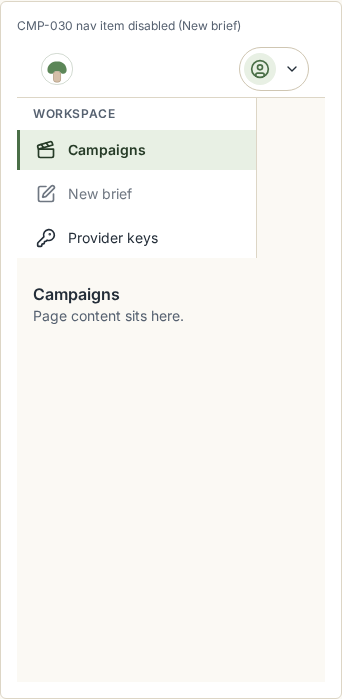 CMP-030 nav item disabled (New brief)
WORKSPACE
Campaigns
New brief
Provider keys
Campaigns
Page content sits here.